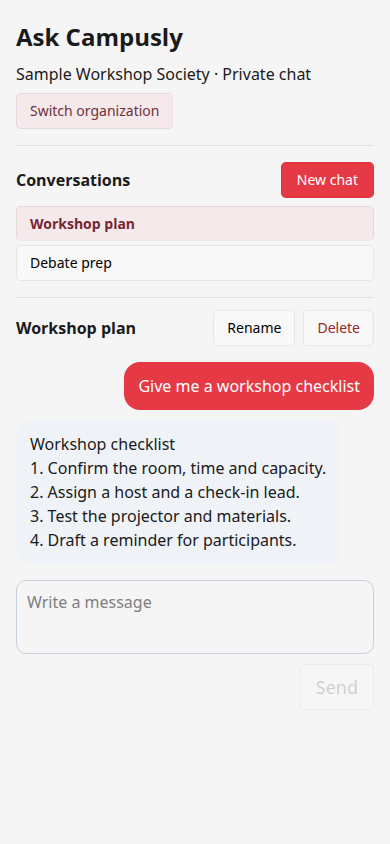 Ask Campusly
Sample Workshop Society · Private chat
Switch organization
Conversations
New chat
Workshop plan
Debate prep
Workshop plan
Rename
Delete
Give me a workshop checklist
Workshop checklist
1. Confirm the room, time and capacity.
2. Assign a host and a check-in lead.
3. Test the projector and materials.
4. Draft a reminder for participants.
Write a message
Send